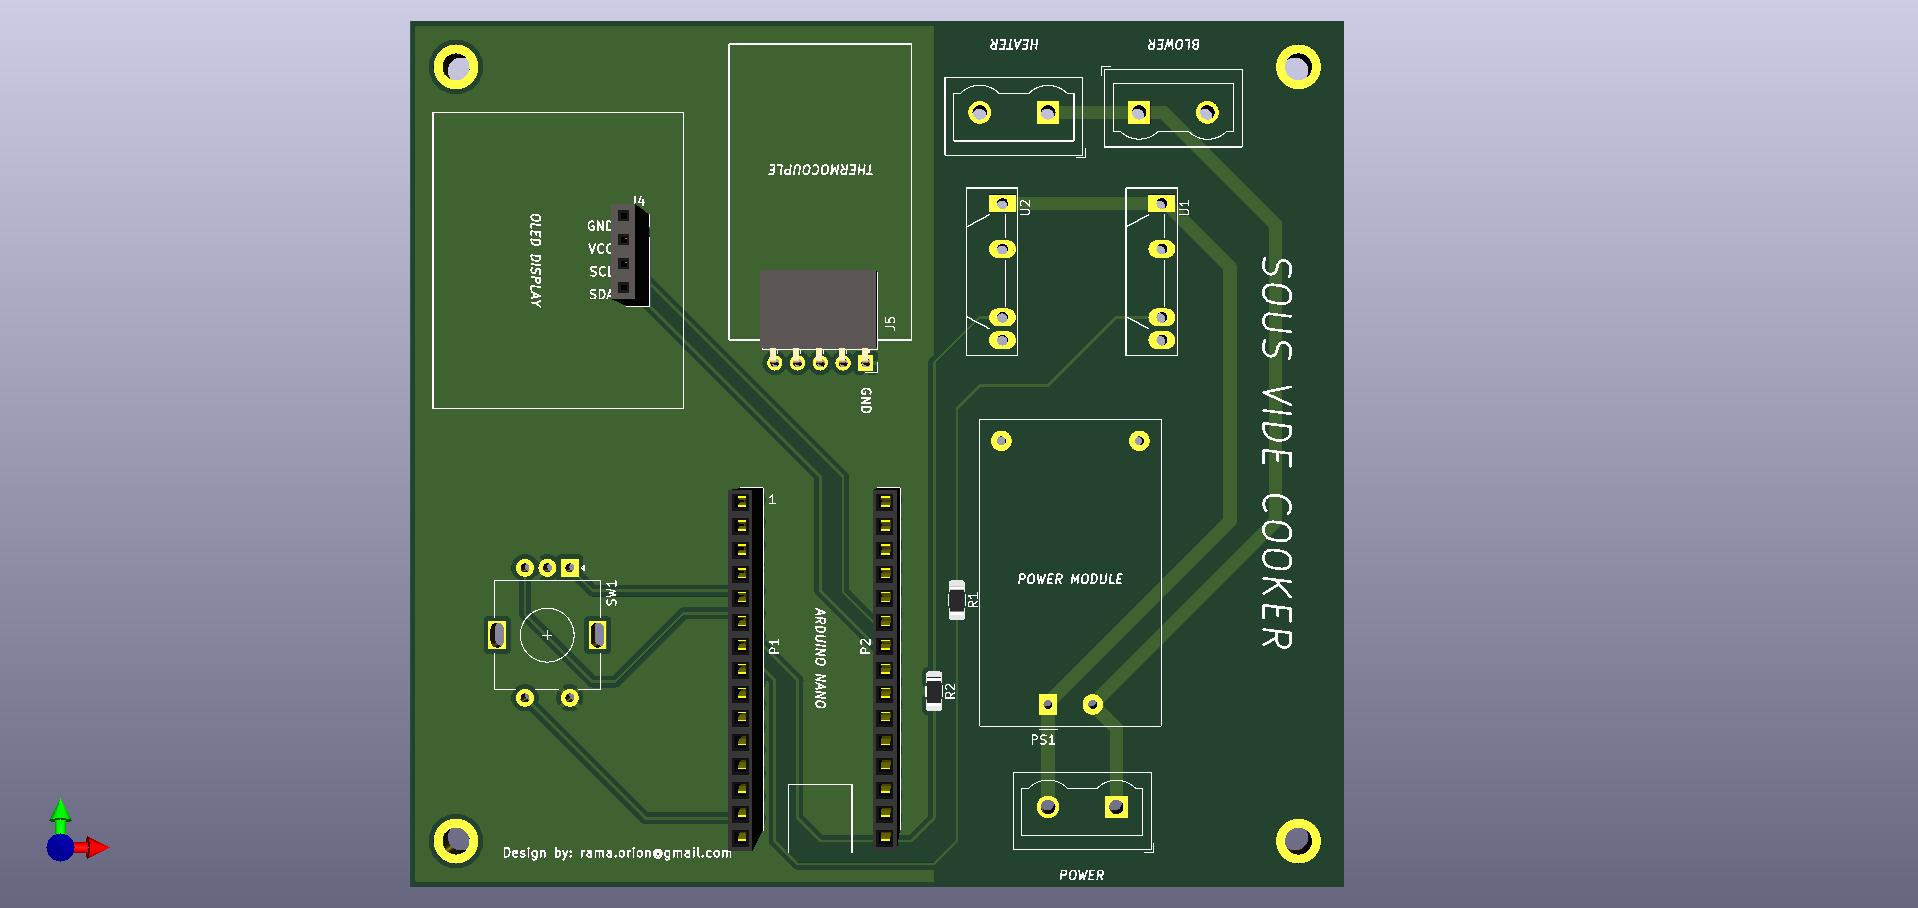 HEATER
BLOWER
THERMOCOUPLE
J4
GND
VCC
SCL
SDA
OLED DISPLAY
U2
U1
J5
GND
SOUS VIDE COOKER
1
POWER MODULE
SW1
R1
P1
ARDUINO NANO
P2
R2
PS1
Design by: rama.orion@gmail.com
POWER